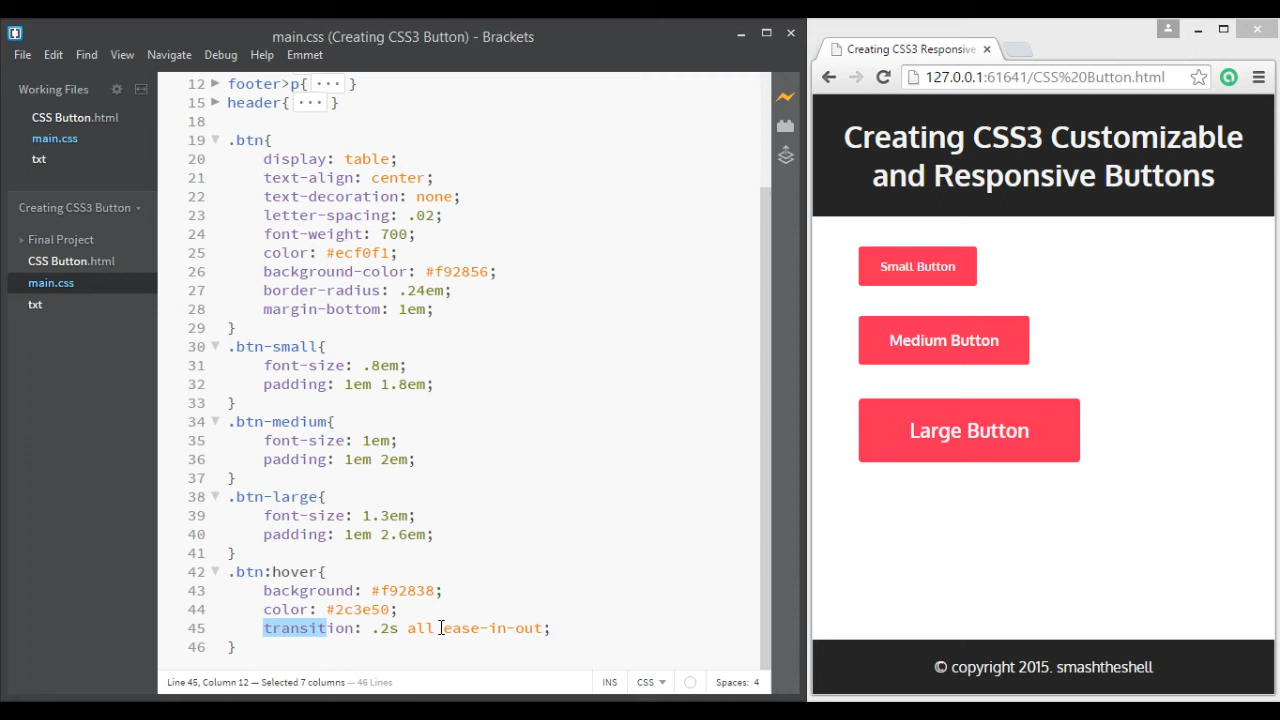 main.css (Creating CSS3 Button) - Brackets
File Edit Find View Navigate Debug Help Emmet
Working Files
CSS Button.html
main.css
txt
Creating CSS3 Button
Final Project
CSS Button.html
main.css
txt
12 footer>p{ ... }
15 header{ ... }
18
19 .btn{
20 display: table;
21 text-align: center;
22 text-decoration: none;
23 letter-spacing: .02;
24 font-weight: 700;
25 color: #ecf0f1;
26 background-color: #f92856;
27 border-radius: .24em;
28 margin-bottom: 1em;
29 }
30 .btn-small{
31 font-size: .8em;
32 padding: 1em 1.8em;
33 }
34 .btn-medium{
35 font-size: 1em;
36 padding: 1em 2em;
37 }
38 .btn-large{
39 font-size: 1.3em;
40 padding: 1em 2.6em;
41 }
42 .btn:hover{
43 background: #f92838;
44 color: #2c3e50;
45 transition: .2s all ease-in-out;
46 }
Line 45, Column 12 — Selected 7 columns — 46 Lines
INS CSS Spaces: 4
Creating CSS3 Responsive
127.0.0.1:61641/CSS%20Button.html
Creating CSS3 Customizable
and Responsive Buttons
Small Button
Medium Button
Large Button
© copyright 2015. smashtheshell